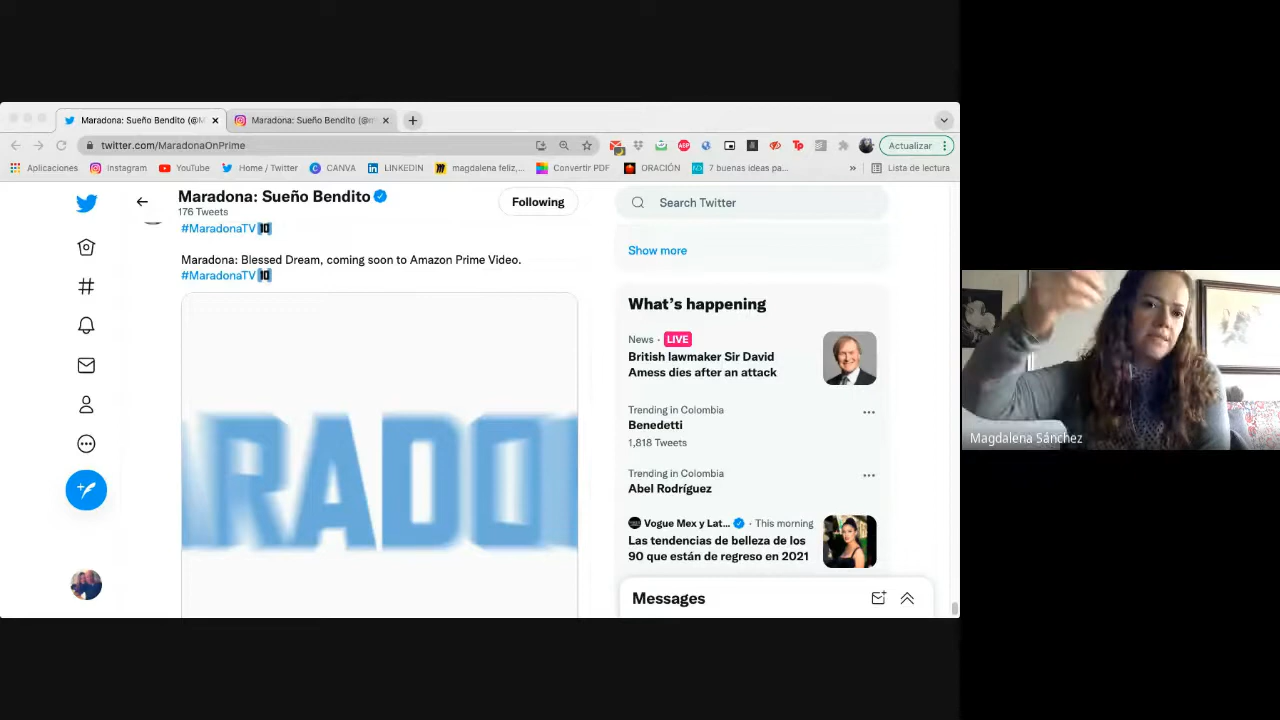 Maradona: Sueño Bendito (@M
Maradona: Sueño Bendito (@m
twitter.com/MaradonaOnPrime
Actualizar
Aplicaciones
Instagram
YouTube
Home / Twitter
CANVA
LINKEDIN
magdalena feliz,...
Convertir PDF
ORACIÓN
7 buenas ideas pa...
»
Lista de lectura
Maradona: Sueño Bendito
176 Tweets
Following
#MaradonaTV 10
Maradona: Blessed Dream, coming soon to Amazon Prime Video.
#MaradonaTV 10
ARADO
Search Twitter
Show more
What’s happening
News · LIVE
British lawmaker Sir David
Amess dies after an attack
Trending in Colombia
Benedetti
1,818 Tweets
Trending in Colombia
Abel Rodríguez
Vogue Mex y Lat... · This morning
Las tendencias de belleza de los
90 que están de regreso en 2021
Messages
Magdalena Sánchez